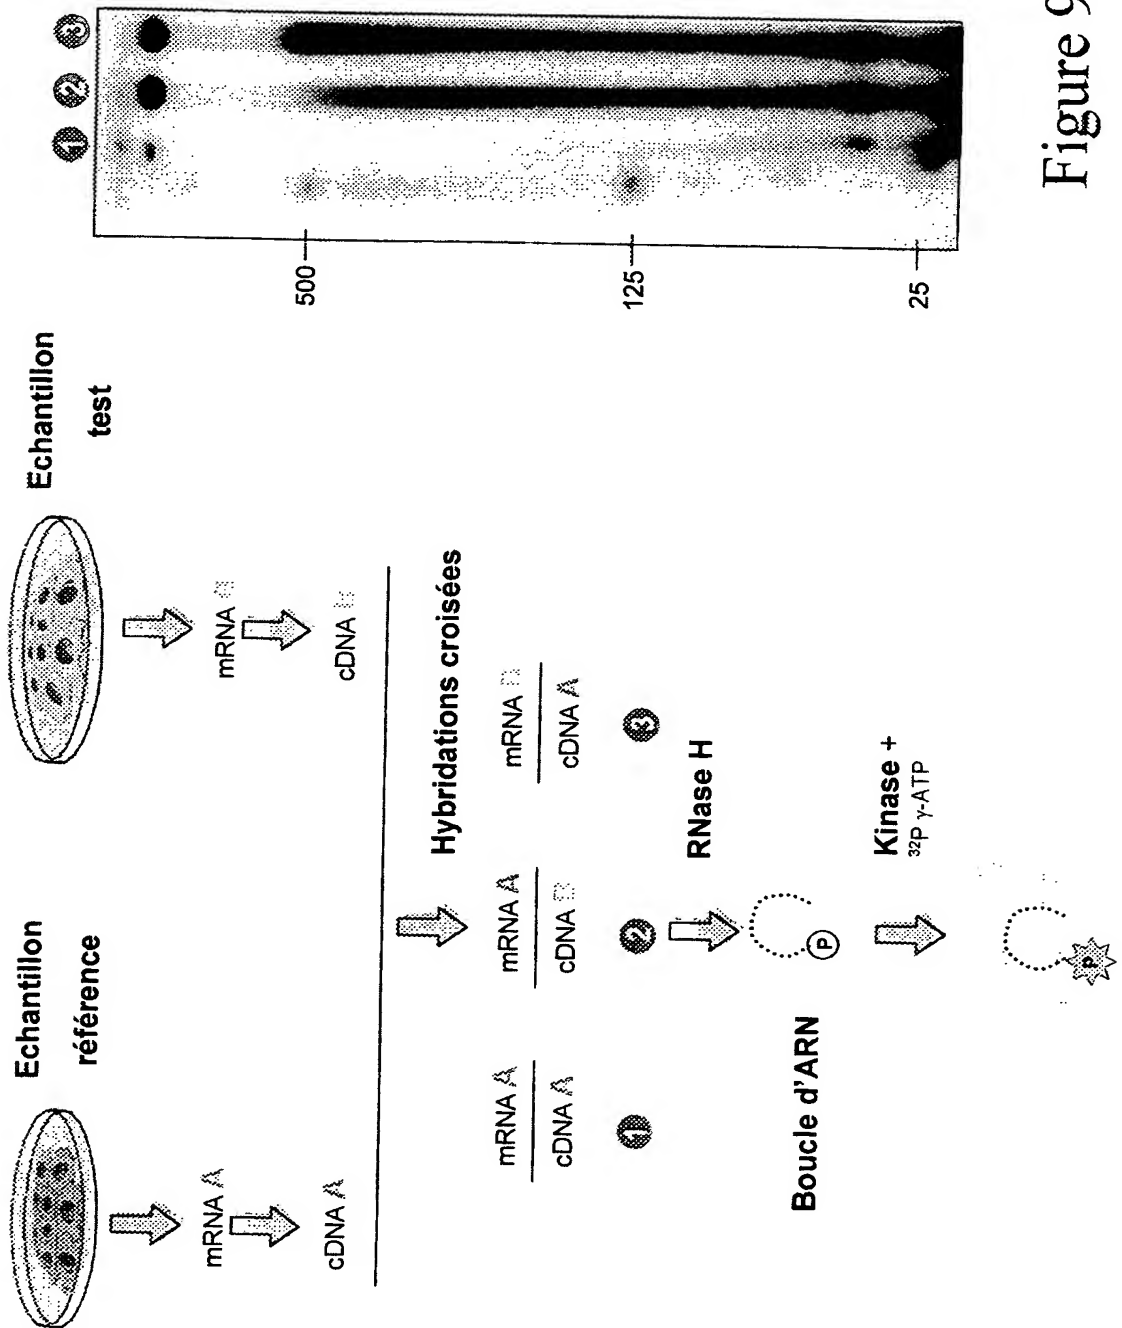 Echantillon
référence
Echantillon
test
mRNA A
mRNA
cDNA A
cDNA
Hybridations croisées
mRNA A
cDNA A
mRNA A
cDNA B
mRNA B
cDNA A
1
2
3
RNase H
Boucle d'ARN
P
Kinase +
³²P γ-ATP
P
1
2
3
500
125
25
Figure 9